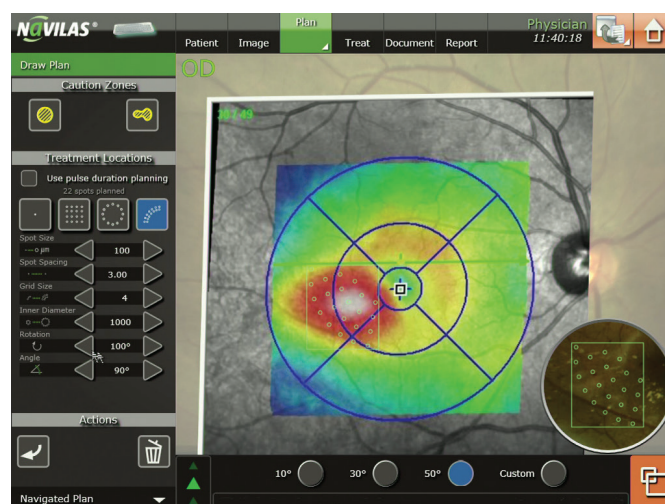 NAVILAS®
Plan
Physician
11:40:18
Patient Image Treat Document Report
Draw Plan
OD
Caution Zones
Treatment Locations
Use pulse duration planning
22 spots planned
Spot Size
µm 100
Spot Spacing
3.00
Grid Size
4
Inner Diameter
1000
Rotation
100°
Angle
90°
Actions
10° 30° 50° Custom
Navigated Plan